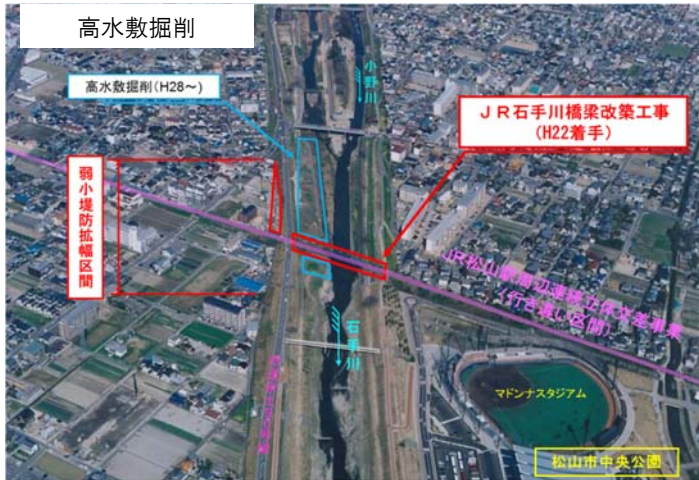 高水敷掘削
小野川
高水敷掘削(H28～)
JR石手川橋梁改築工事
(H22着手)
弱小堤防拡幅区間
JR松山駅周辺連続立体交差事業
(行き違い区間)
石手川
マドンナスタジアム
松山市中央公園